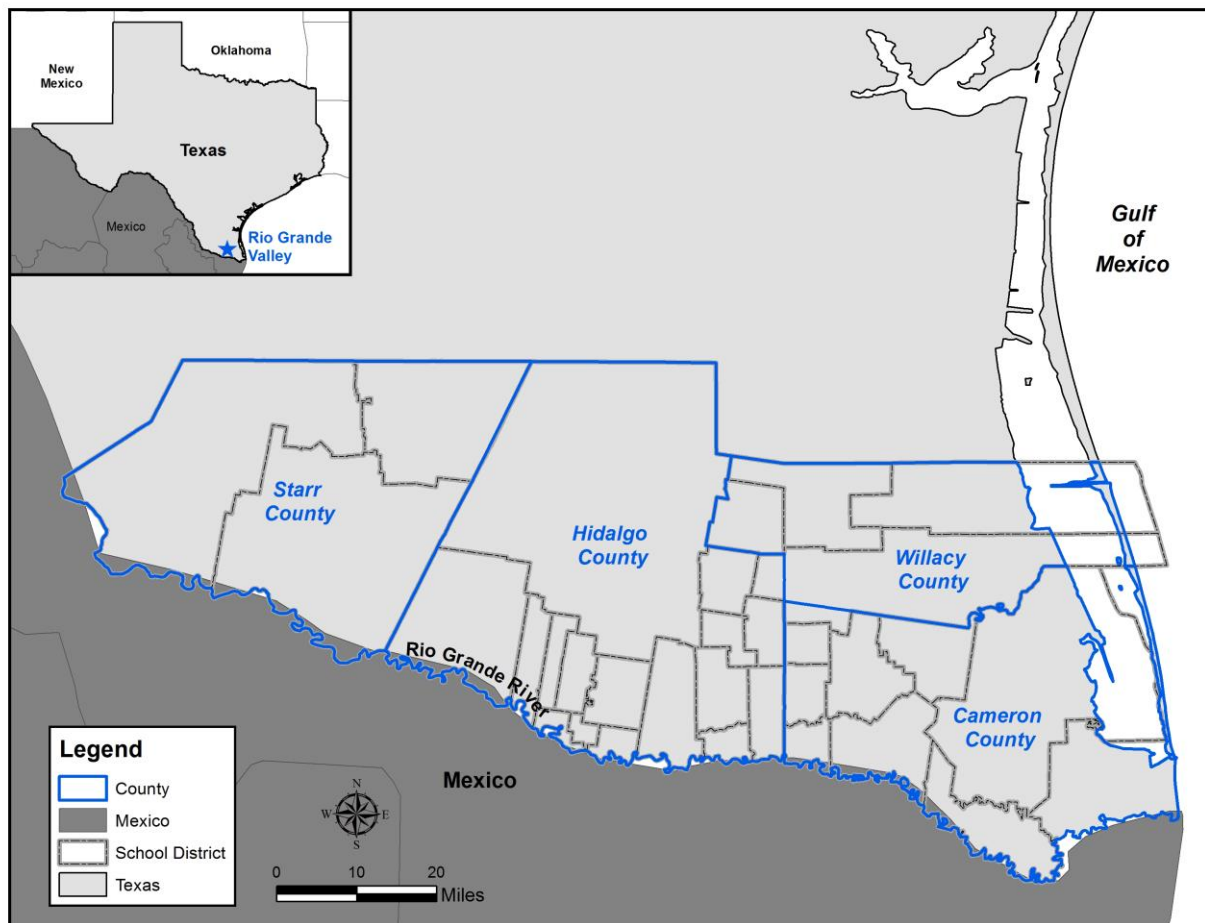 Oklahoma
New
Mexico
Texas
Mexico
Rio Grande
Valley
Gulf
of
Mexico
Starr
County
Hidalgo
County
Willacy
County
Rio Grande River
Cameron
County
Mexico
Legend
County
Mexico
School District
Texas
N
W E
S
0 10 20
Miles